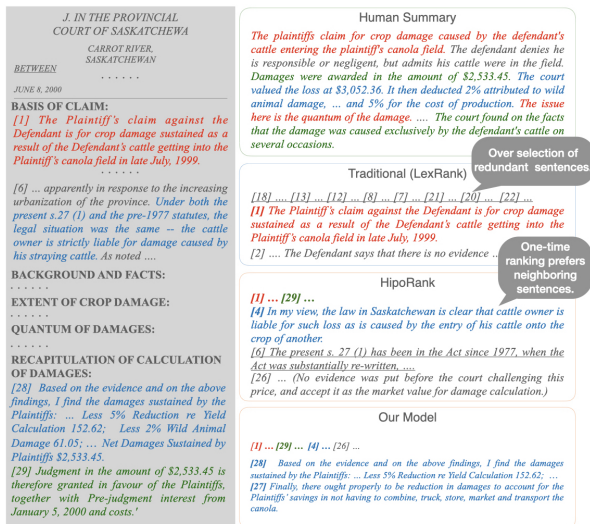 J. IN THE PROVINCIAL
COURT OF SASKATCHEWA
CARROT RIVER,
SASKATCHEWAN
BETWEEN
. . . . . .
JUNE 8, 2000
BASIS OF CLAIM:
[1] The Plaintiff's claim against the
Defendant is for crop damage sustained as a
result of the Defendant's cattle getting into the
Plaintiff's canola field in late July, 1999.
. . . . . .
[6] ... apparently in response to the increasing
urbanization of the province. Under both the
present s.27 (1) and the pre-1977 statutes, the
legal situation was the same -- the cattle
owner is strictly liable for damage caused by
his straying cattle. As noted ....
BACKGROUND AND FACTS:
. . . . . .
EXTENT OF CROP DAMAGE:
. . . . . .
QUANTUM OF DAMAGES:
. . . . . .
RECAPITULATION OF CALCULATION
OF DAMAGES:
[28] Based on the evidence and on the above
findings, I find the damages sustained by the
Plaintiffs: ... Less 5% Reduction re Yield
Calculation 152.62; Less 2% Wild Animal
Damage 61.05; ... Net Damages Sustained by
Plaintiffs $2,533.45.
[29] Judgment in the amount of $2,533.45 is
therefore granted in favour of the Plaintiffs,
together with Pre-judgment interest from
January 5, 2000 and costs.'
Human Summary
The plaintiffs claim for crop damage caused by the defendant's
cattle entering the plaintiff's canola field. The defendant denies he
is responsible or negligent, but admits his cattle were in the field.
Damages were awarded in the amount of $2,533.45. The court
valued the loss at $3,052.36. It then deducted 2% attributed to wild
animal damage, ... and 5% for the cost of production. The issue
here is the quantum of the damage. .... The court found on the facts
that the damage was caused exclusively by the defendant's cattle on
several occasions.
Traditional (LexRank)
Over selection of
redundant sentences
[18] .... [13] ... [12] ... [8] ... [7] ... [21] ... [20] ... [22] ...
[1] The Plaintiff's claim against the Defendant is for crop damage
sustained as a result of the Defendant's cattle getting into the
Plaintiff's canola field in late July, 1999.
[2] .... The Defendant says that there is no evidence ..
One-time
ranking prefers
neighboring
sentences.
HipoRank
[1] ... [29] ...
[4] In my view, the law in Saskatchewan is clear that cattle owner is
liable for such loss as is caused by the entry of his cattle onto the
crop of another.
[6] The present s. 27 (1) has been in the Act since 1977, when the
Act was substantially re-written, ....
[26] ... (No evidence was put before the court challenging this
price, and accept it as the market value for damage calculation.)
Our Model
[1] ... [29] ... [4] ... [26] ...
[28] Based on the evidence and on the above findings, I find the damages
sustained by the Plaintiffs: ... Less 5% Reduction re Yield Calculation 152.62; ...
[27] Finally, there ought properly to be reduction in damages to account for the
Plaintiffs' savings in not having to combine, truck, store, market and transport the
canola.